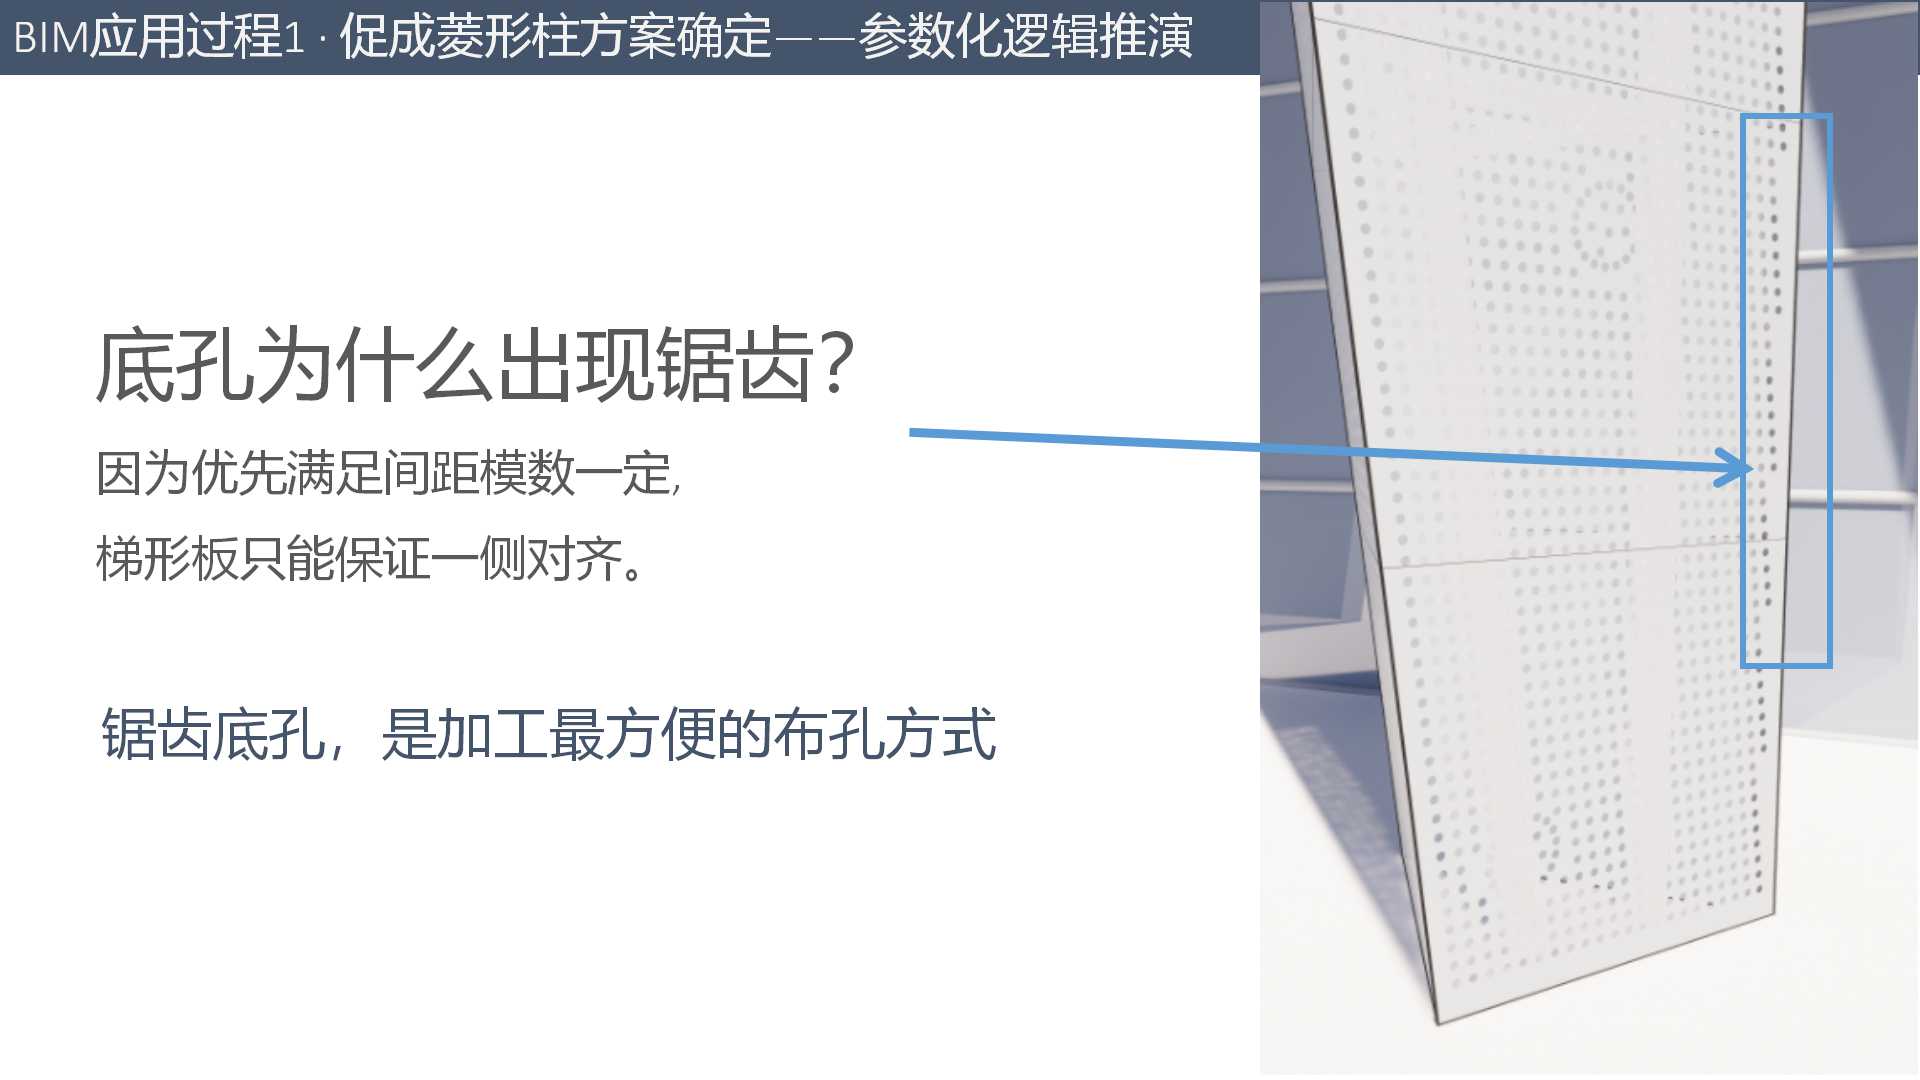 BIM应用过程1 · 促成菱形柱方案确定——参数化逻辑推演
底孔为什么出现锯齿？
因为优先满足间距模数一定,
梯形板只能保证一侧对齐。
锯齿底孔，是加工最方便的布孔方式